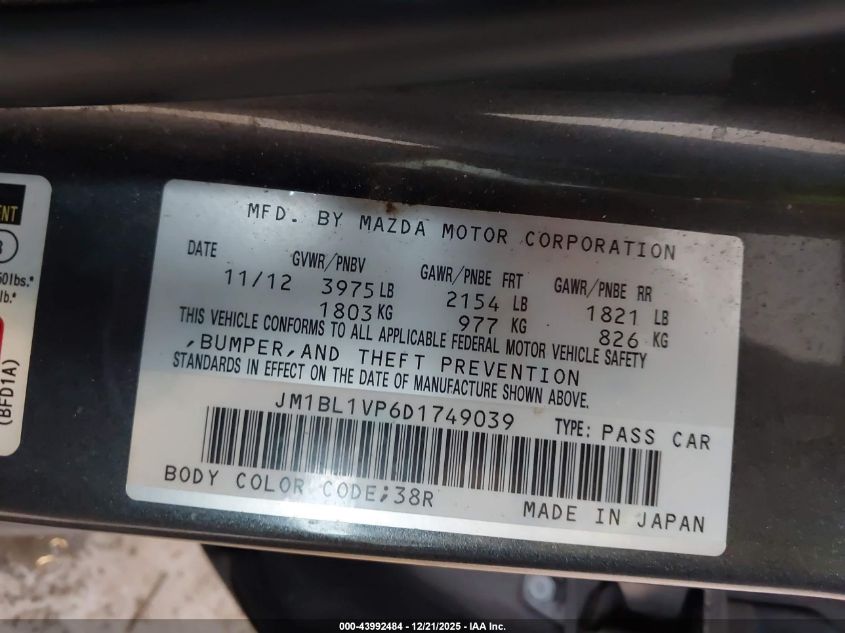 ENT
50lbs.*
lb.*
(BFD1A)
MFD. BY MAZDA MOTOR CORPORATION
DATE GVWR/PNBV GAWR/PNBE FRT GAWR/PNBE RR
11/12 3975 LB 2154 LB 1821 LB
1803 KG 977 KG 826 KG
THIS VEHICLE CONFORMS TO ALL APPLICABLE FEDERAL MOTOR VEHICLE SAFETY
,BUMPER,AND THEFT PREVENTION
STANDARDS IN EFFECT ON THE DATE OF MANUFACTURE SHOWN ABOVE.
JM1BL1VP6D1749039 TYPE: PASS CAR
BODY COLOR CODE;38R
MADE IN JAPAN
000-43992484 - 12/21/2025 - IAA Inc.